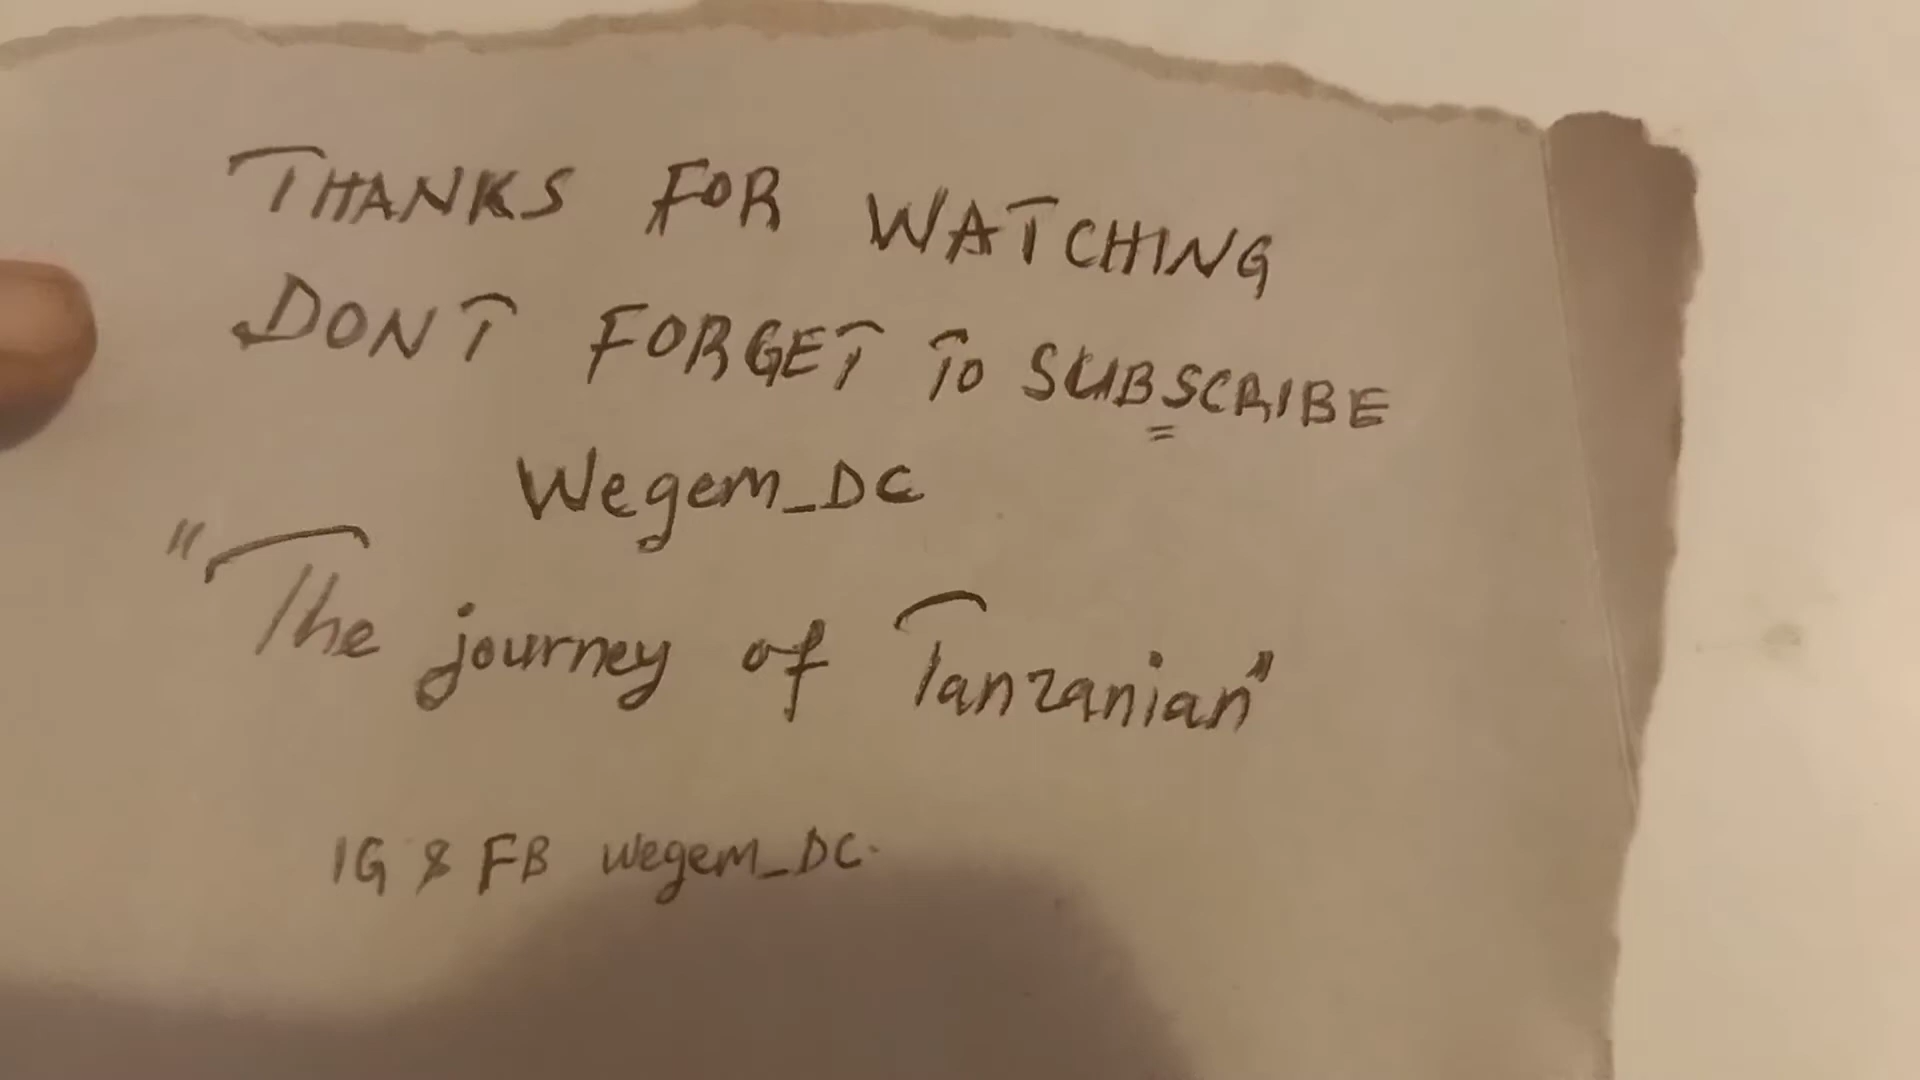 THANKS FOR WATCHING
DONT FORGET TO SUBSCRIBE
=
Wegem_DC
"The journey of Tanzanian"
IG & FB wegem_DC.